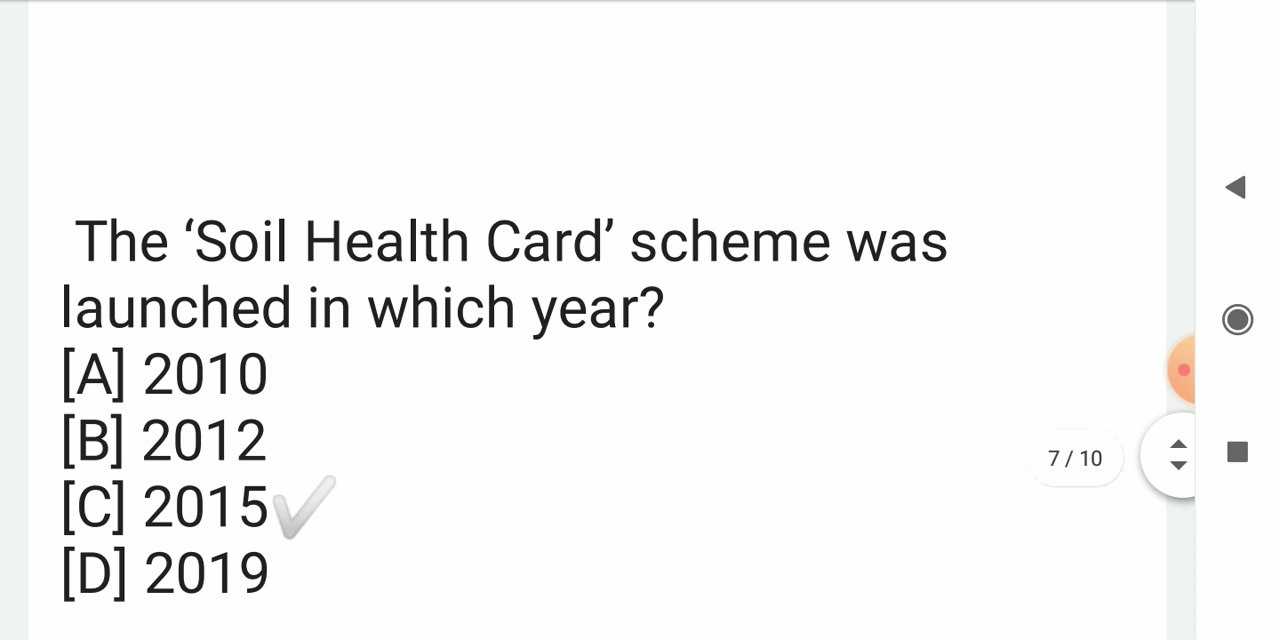 The ‘Soil Health Card’ scheme was
launched in which year?
[A] 2010
[B] 2012
[C] 2015✔
[D] 2019
7 / 10